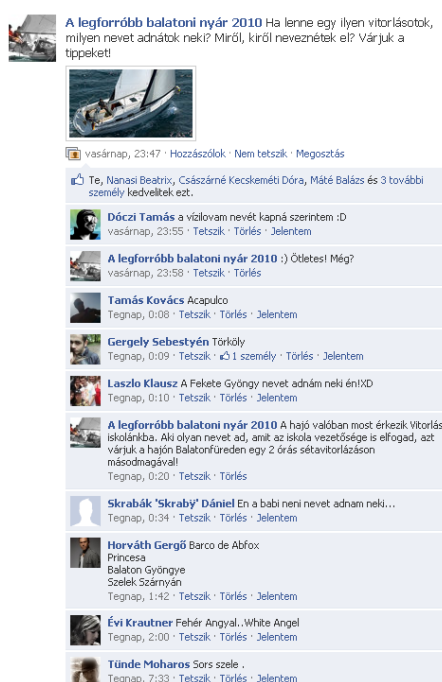 A legforróbb balatoni nyár 2010 Ha lenne egy ilyen vitorlásotok,
milyen nevet adnátok neki? Miről, kiről neveznétek el? Várjuk a
tippeket!
vasárnap, 23:47 · Hozzászólok · Nem tetszik · Megosztás
Te, Nanasi Beatrix, Császárné Kecskeméti Dóra, Máté Balázs és 3 további
személy kedvelitek ezt.
Dóczi Tamás a vízilovam nevét kapná szerintem :D
vasárnap, 23:55 · Tetszik · Törlés · Jelentem
A legforróbb balatoni nyár 2010 :) Ötletes! Még?
vasárnap, 23:58 · Tetszik · Törlés
Tamás Kovács Acapulco
Tegnap, 0:08 · Tetszik · Törlés · Jelentem
Gergely Sebestyén Törköly
Tegnap, 0:09 · Tetszik · 1 személy · Törlés · Jelentem
Laszlo Klausz A Fekete Gyöngy nevet adnám neki én!XD
Tegnap, 0:10 · Tetszik · Törlés · Jelentem
A legforróbb balatoni nyár 2010 A hajó valóban most érkezik Vitorlás
iskolánkba. Aki olyan nevet ad, amit az iskola vezetősége is elfogad, azt
várjuk a hajón Balatonfüreden egy 2 órás sétavitorlázáson
másodmagával!
Tegnap, 0:20 · Tetszik · Törlés
Skrabák 'Skrabÿ' Dániel En a babi neni nevet adnam neki...
Tegnap, 0:34 · Tetszik · Törlés · Jelentem
Horváth Gergő Barco de Abfox
Princesa
Balaton Gyöngye
Szelek Szárnyán
Tegnap, 1:42 · Tetszik · Törlés · Jelentem
Évi Krautner Fehér Angyal..White Angel
Tegnap, 2:00 · Tetszik · Törlés · Jelentem
Tünde Moharos Sors szele .
Tegnap, 7:33 · Tetszik · Törlés · Jelentem